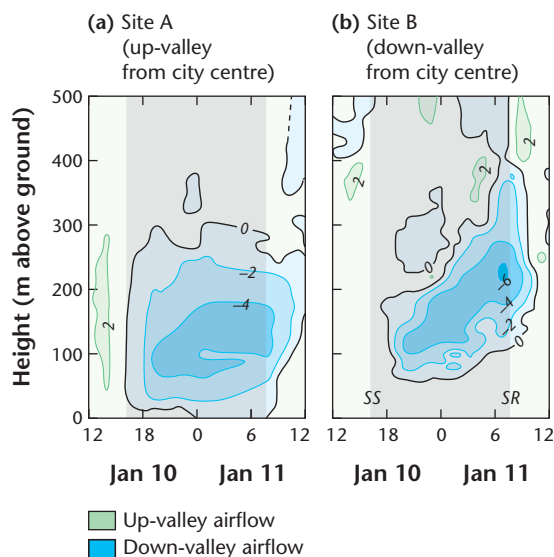 (a) Site A
(up-valley
from city centre)
(b) Site B
(down-valley
from city centre)
Height (m above ground)
500
400
300
200
100
0
2
0
−2
−4
2
2
2
0
−6
−4
−2
0
SS
SR
12 18 0 6 12
12 18 0 6 12
Jan 10 Jan 11
Jan 10 Jan 11
Up-valley airflow
Down-valley airflow